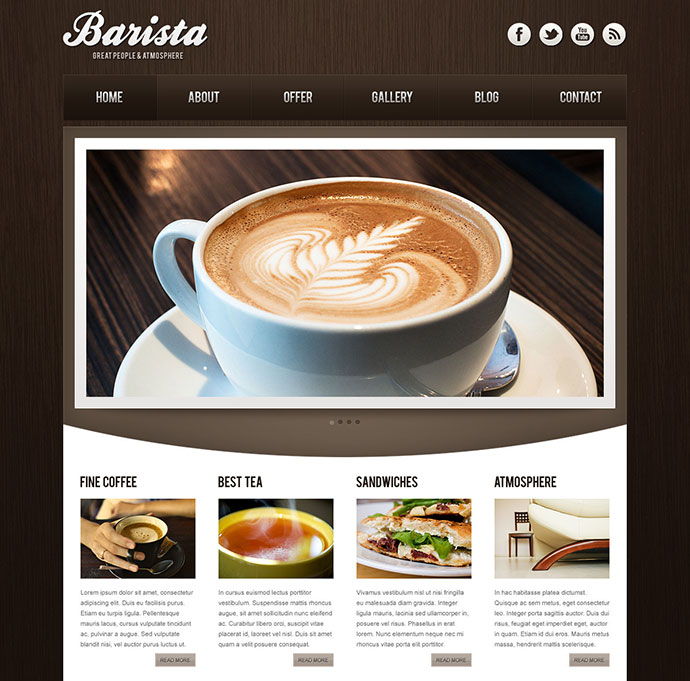 Barista
GREAT PEOPLE & ATMOSPHERE
You
Tube
HOME ABOUT OFFER GALLERY BLOG CONTACT
FINE COFFEE
Lorem ipsum dolor sit amet, consectetur
adipiscing elit. Duis eu facilisis purus.
Etiam eu turpis ligula. Pellentesque
mauris lacus, cursus vulputate tincidunt
ac, pulvinar a augue. Sed vulputate
blandit nisi, vel auctor purus luctus ut.
READ MORE
BEST TEA
In cursus euismod lectus porttitor
vestibulum. Suspendisse mattis rhoncus
augue, sit amet sollicitudin nunc eleifend
ac. Curabitur libero orci, suscipit vitae
placerat id, laoreet vel nisl. Duis sit amet
quam a velit posuere consequat.
READ MORE
SANDWICHES
Vivamus vestibulum nisl ut nisi fringilla
eu malesuada diam gravida. Integer
ligula mauris, lacinia sed ullamcorper in,
posuere vel risus. Phasellus in erat
lorem. Nunc elementum neque nec mi
rhoncus vitae porta elit porttitor.
READ MORE
ATMOSPHERE
In hac habitasse platea dictumst.
Quisque ac sem metus, eget consectetur
leo. Integer porta sagittis auctor. Duis dui
risus, feugiat eget imperdiet eget, auctor
in quam. Etiam id dui eros. Mauris metus
massa, hendrerit mattis scelerisque.
READ MORE